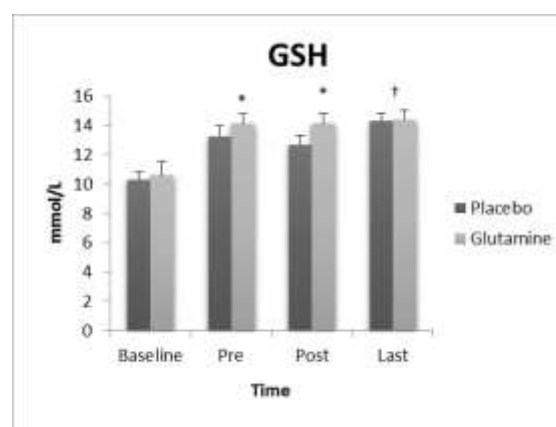 GSH
16
14
12
10
8
6
4
2
0
mmol/L
* * †
Baseline Pre Post Last
Time
Placebo
Glutamine